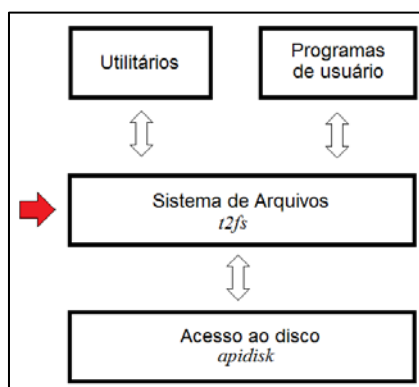 Utilitários
Programas
de usuário
Sistema de Arquivos
t2fs
Acesso ao disco
apidisk